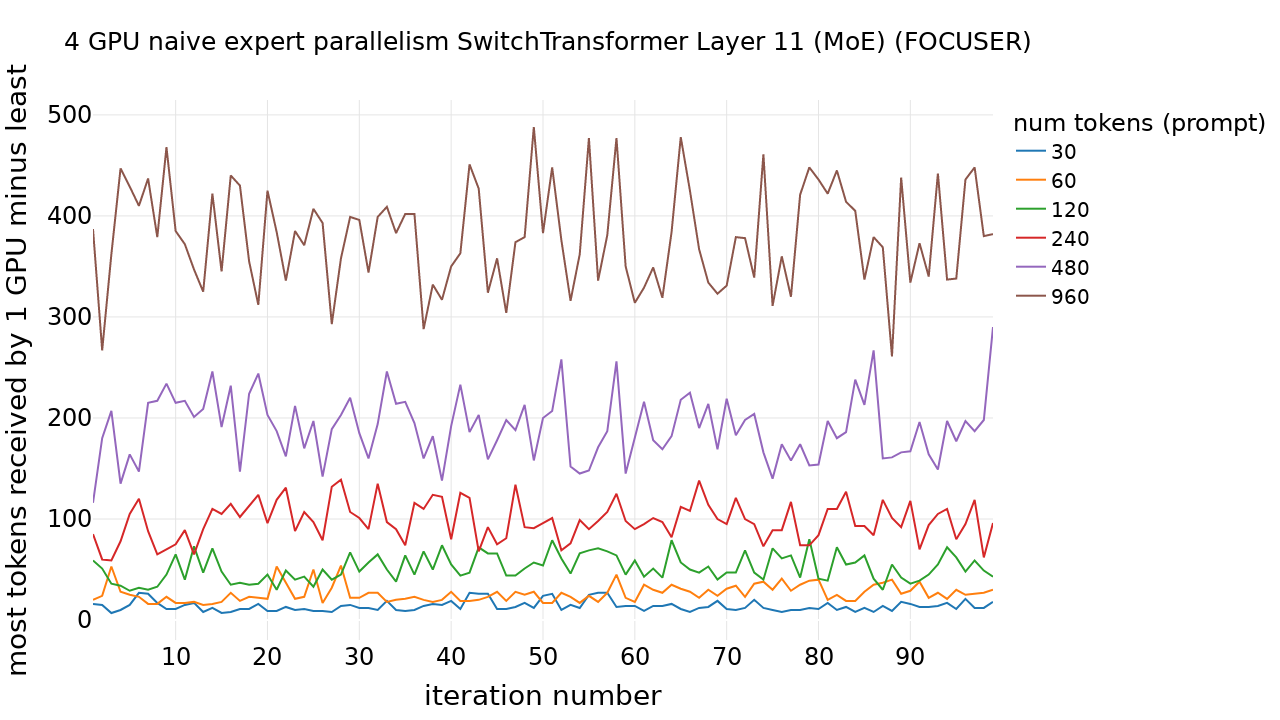 4 GPU naive expert parallelism SwitchTransformer Layer 11 (MoE) (FOCUSER)
most tokens received by 1 GPU minus least
500
400
300
200
100
0
10 20 30 40 50 60 70 80 90
iteration number
num tokens (prompt)
30
60
120
240
480
960